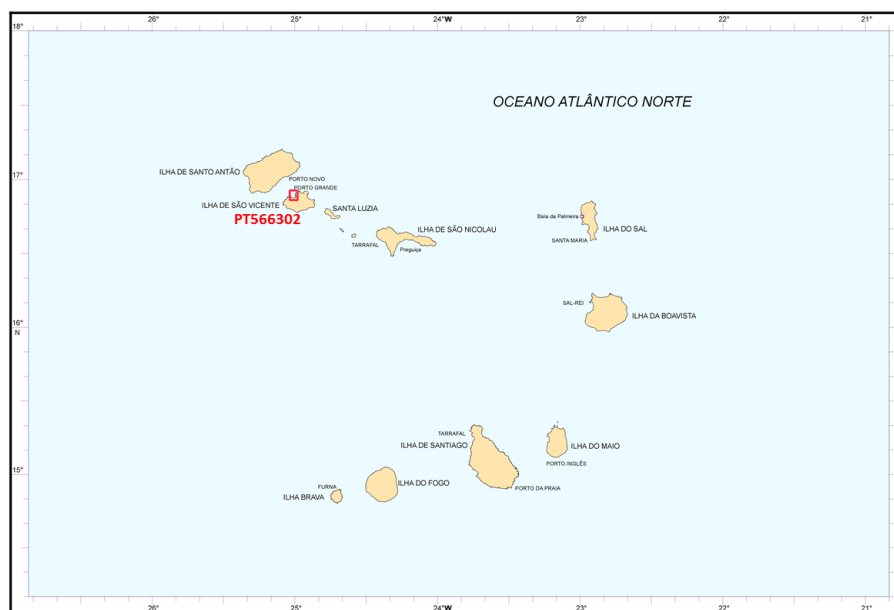 26°
25°
24°W
23°
22°
21°
18°
OCEANO ATLÂNTICO NORTE
17°
ILHA DE SANTO ANTÃO
PORTO NOVO
PORTO GRANDE
ILHA DE SÃO VICENTE
SANTA LUZIA
PT566302
Baía da Palmeira
ILHA DO SAL
SANTA MARIA
ILHA DE SÃO NICOLAU
TARRAFAL
Preguiça
SAL-REI
16°
N
ILHA DA BOAVISTA
TARRAFAL
ILHA DE SANTIAGO
ILHA DO MAIO
PORTO INGLÊS
15°
FURNA
ILHA DO FOGO
PORTO DA PRAIA
ILHA BRAVA
26°
25°
24°W
23°
22°
21°